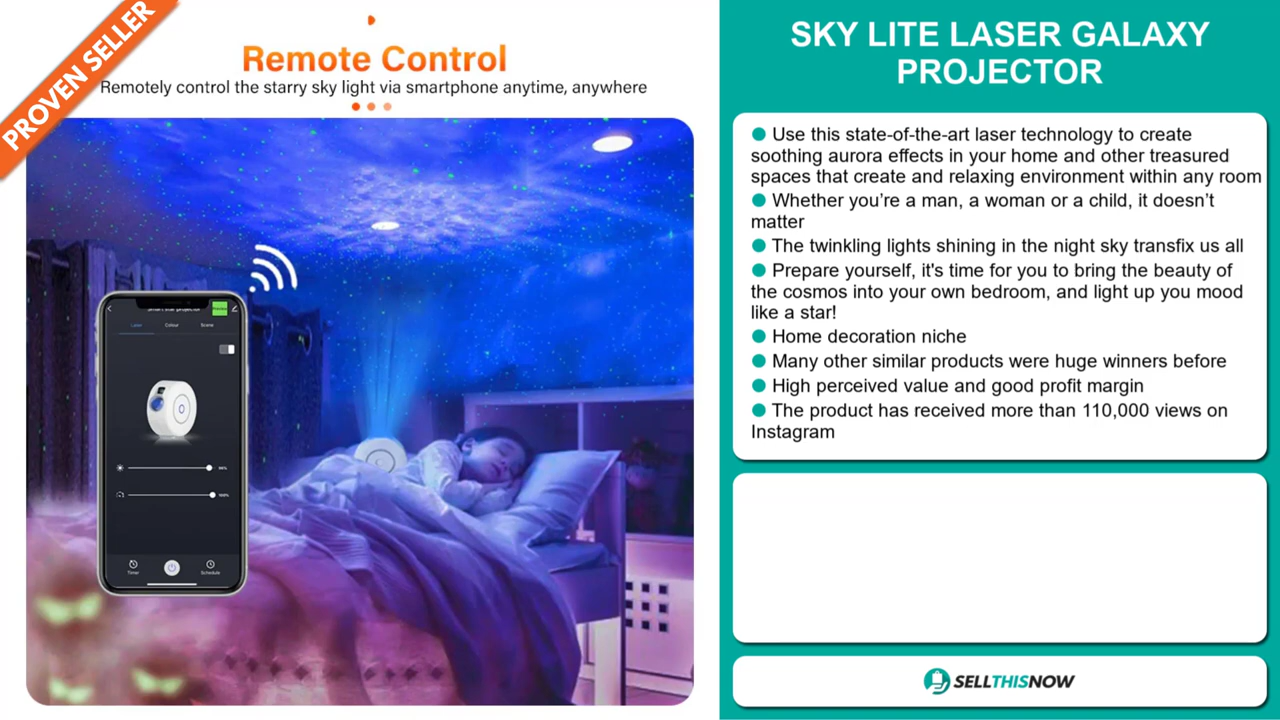 PROVEN SELLER
Remote Control
Remotely control the starry sky light via smartphone anytime, anywhere
Laser Colour Scene
Timer Schedule
SKY LITE LASER GALAXY
PROJECTOR
● Use this state-of-the-art laser technology to create
soothing aurora effects in your home and other treasured
spaces that create and relaxing environment within any room
● Whether you’re a man, a woman or a child, it doesn’t
matter
● The twinkling lights shining in the night sky transfix us all
● Prepare yourself, it's time for you to bring the beauty of
the cosmos into your own bedroom, and light up you mood
like a star!
● Home decoration niche
● Many other similar products were huge winners before
● High perceived value and good profit margin
● The product has received more than 110,000 views on
Instagram
SELLTHISNOW